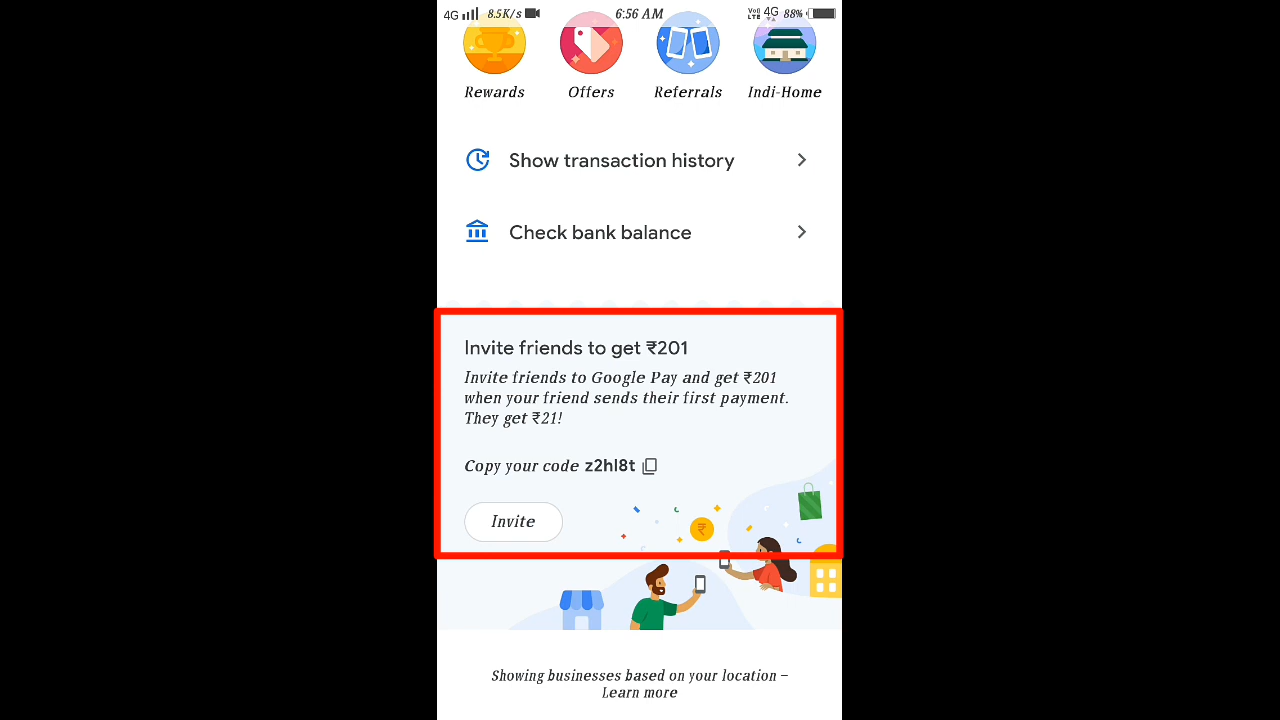 4G 8.5K/s 6:56 AM VoD LTE 4G 88%
Rewards Offers Referrals Indi-Home
Show transaction history
Check bank balance
Invite friends to get ₹201
Invite friends to Google Pay and get ₹201
when your friend sends their first payment.
They get ₹21!
Copy your code z2hl8t
Invite
Showing businesses based on your location –
Learn more